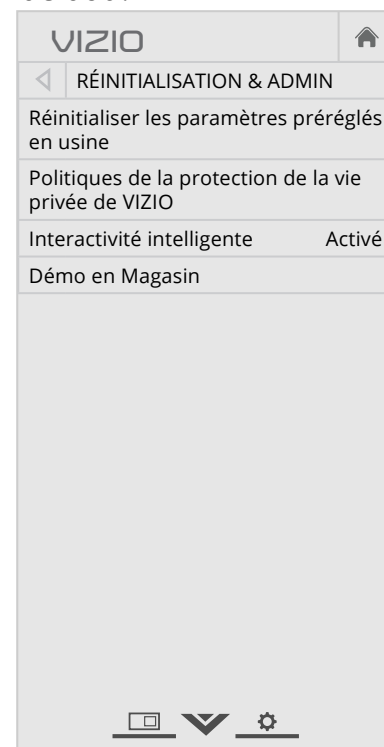 VIZIO
RÉINITIALISATION & ADMIN
Réinitialiser les paramètres préréglés
en usine
Politiques de la protection de la vie
privée de VIZIO
Interactivité intelligente Activé
Démo en Magasin